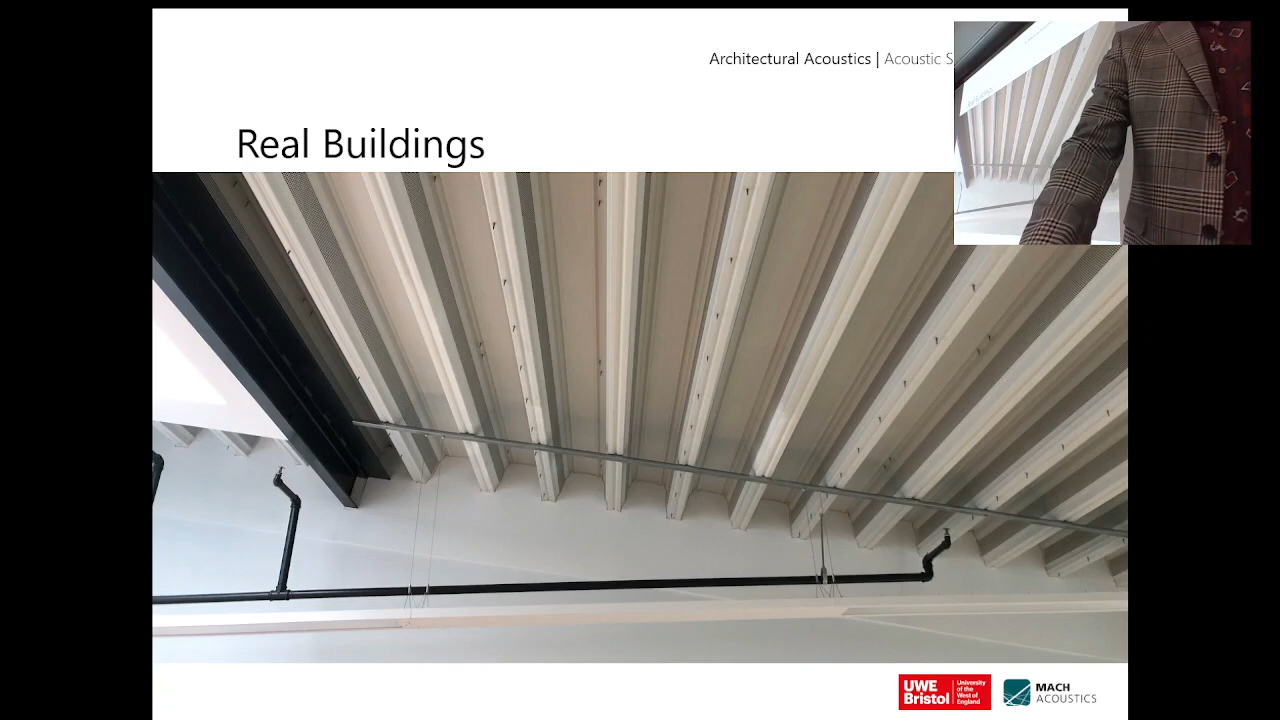 Architectural Acoustics | Acoustic S
Real Buildings
UWE
Bristol
University
of the
West of
England
MACH
ACOUSTICS